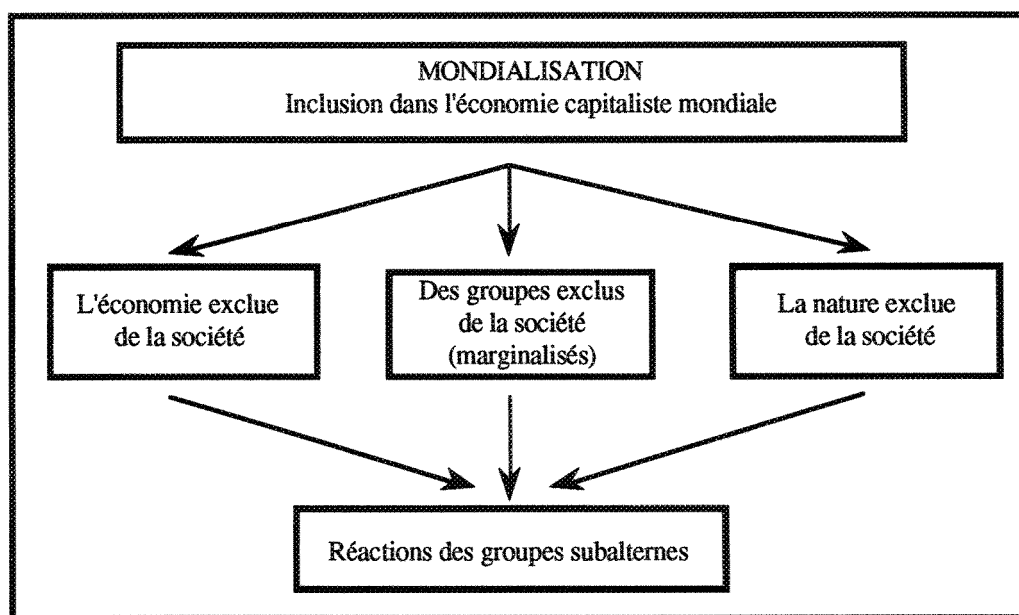 MONDIALISATION
Inclusion dans l'économie capitaliste mondiale
L'économie exclue
de la société
Des groupes exclus
de la société
(marginalisés)
La nature exclue
de la société
Réactions des groupes subalternes